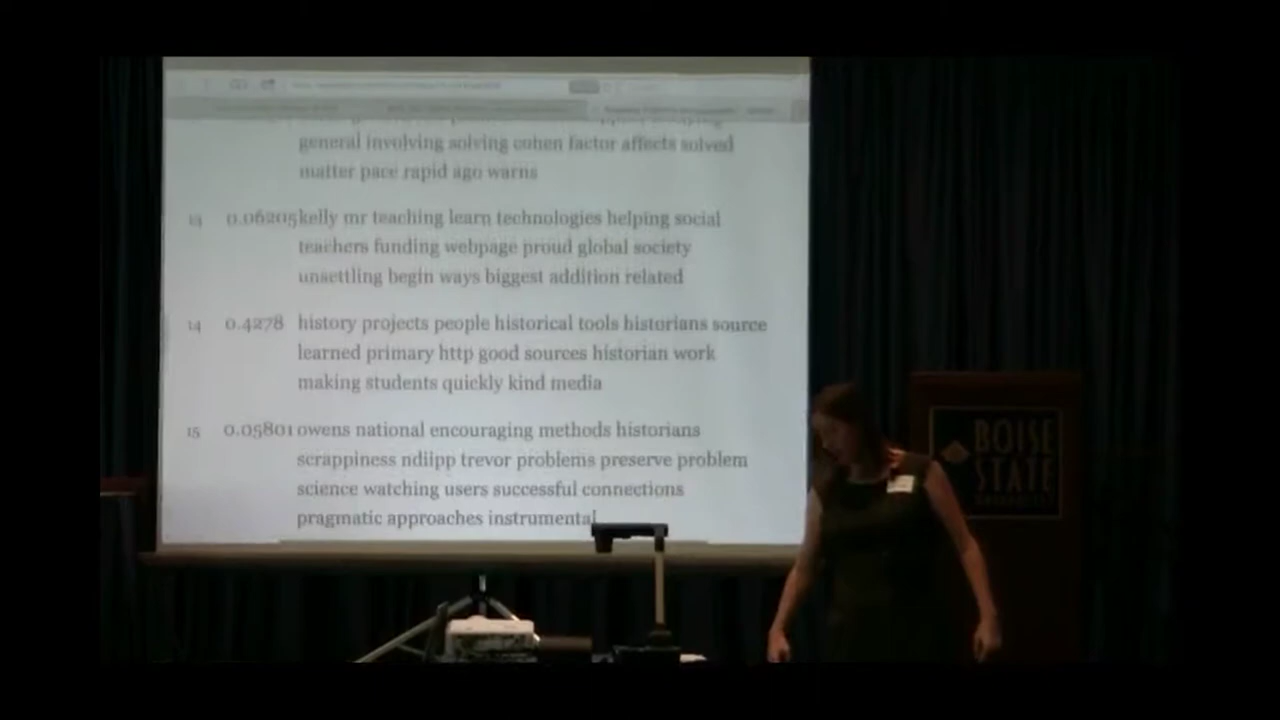 general involving solving cohen factor affects solved
matter pace rapid ago warns
13 0.06205 kelly mr teaching learn technologies helping social
teachers funding webpage proud global society
unsettling begin ways biggest addition related
14 0.4278 history projects people historical tools historians source
learned primary http good sources historian work
making students quickly kind media
15 0.05801 owens national encouraging methods historians
scrappiness ndiipp trevor problems preserve problem
science watching users successful connections
pragmatic approaches instrumental
BOISE
STATE
UNIVERSITY